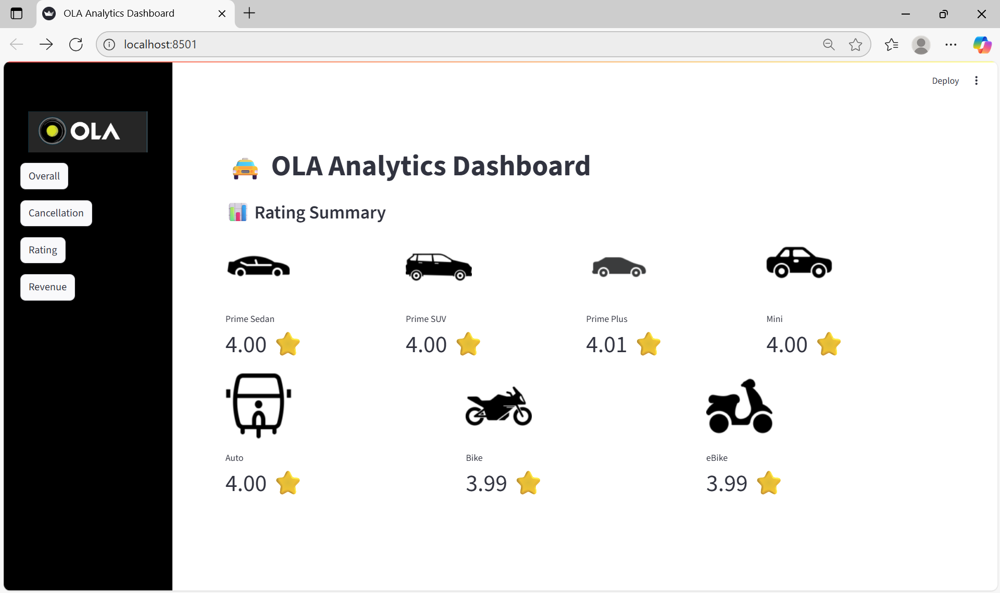 OLA Analytics Dashboard
localhost:8501
Deploy
OLA
Overall
Cancellation
Rating
Revenue
OLA Analytics Dashboard
Rating Summary
Prime Sedan
Prime SUV
Prime Plus
Mini
4.00
4.00
4.01
4.00
Auto
Bike
eBike
4.00
3.99
3.99